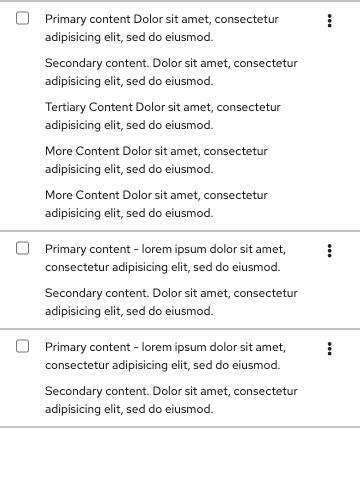 Primary content Dolor sit amet, consectetur
adipisicing elit, sed do eiusmod.
Secondary content. Dolor sit amet, consectetur
adipisicing elit, sed do eiusmod.
Tertiary Content Dolor sit amet, consectetur
adipisicing elit, sed do eiusmod.
More Content Dolor sit amet, consectetur
adipisicing elit, sed do eiusmod.
More Content Dolor sit amet, consectetur
adipisicing elit, sed do eiusmod.
Primary content - lorem ipsum dolor sit amet,
consectetur adipisicing elit, sed do eiusmod.
Secondary content. Dolor sit amet, consectetur
adipisicing elit, sed do eiusmod.
Primary content - lorem ipsum dolor sit amet,
consectetur adipisicing elit, sed do eiusmod.
Secondary content. Dolor sit amet, consectetur
adipisicing elit, sed do eiusmod.